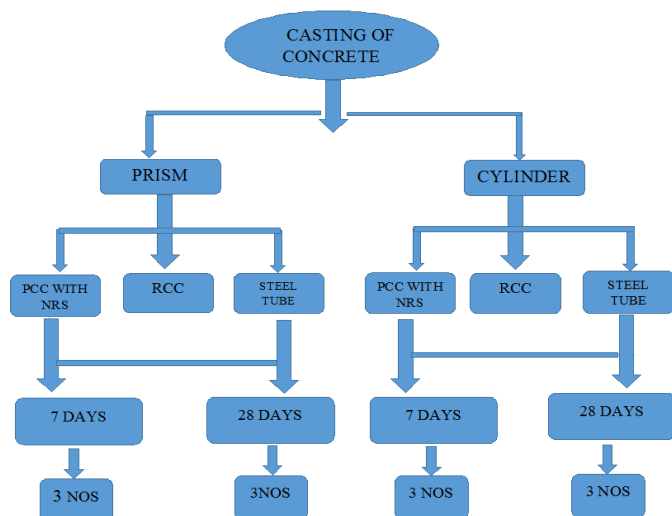 CASTING OF
CONCRETE
PRISM
CYLINDER
PCC WITH
NRS
RCC
STEEL
TUBE
PCC WITH
NRS
RCC
STEEL
TUBE
7 DAYS
28 DAYS
7 DAYS
28 DAYS
3 NOS
3NOS
3 NOS
3 NOS